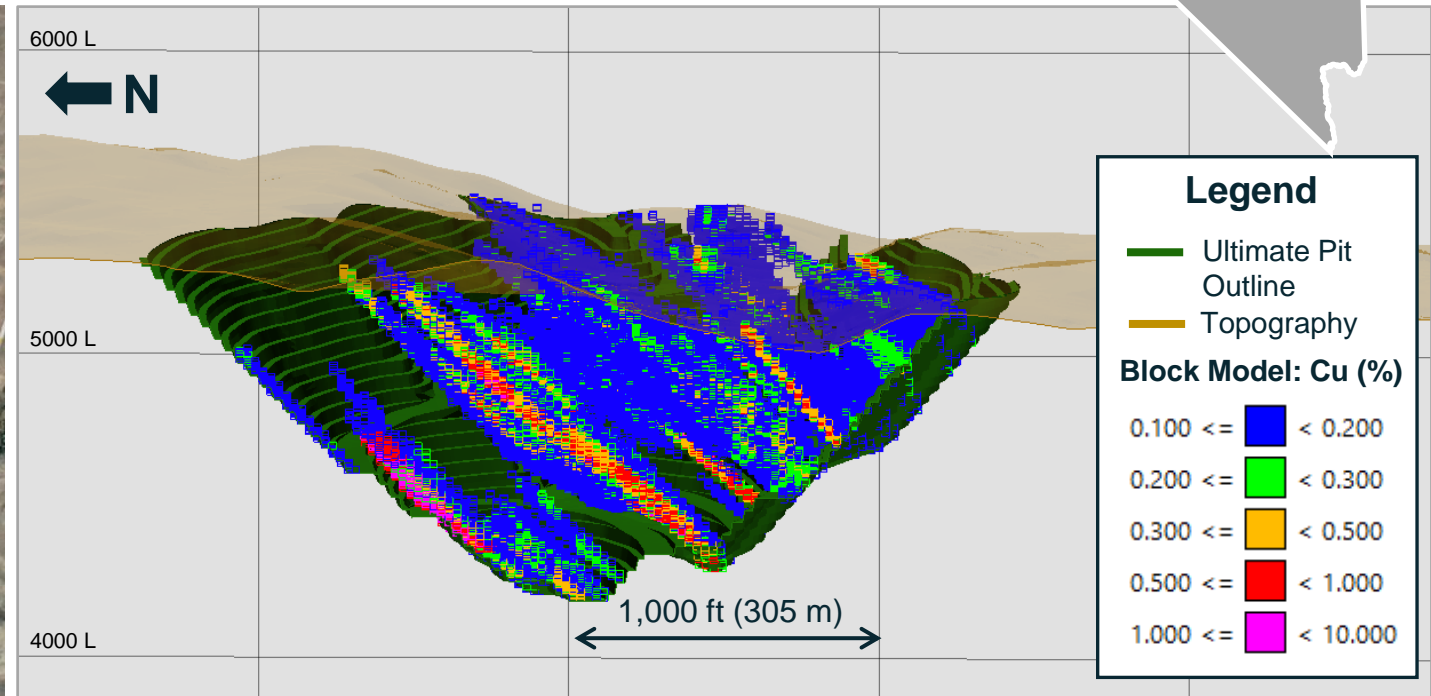 6000 L
N
5000 L
4000 L
1,000 ft (305 m)
Legend
Ultimate Pit
Outline
Topography
Block Model: Cu (%)
0.100 <= < 0.200
0.200 <= < 0.300
0.300 <= < 0.500
0.500 <= < 1.000
1.000 <= < 10.000